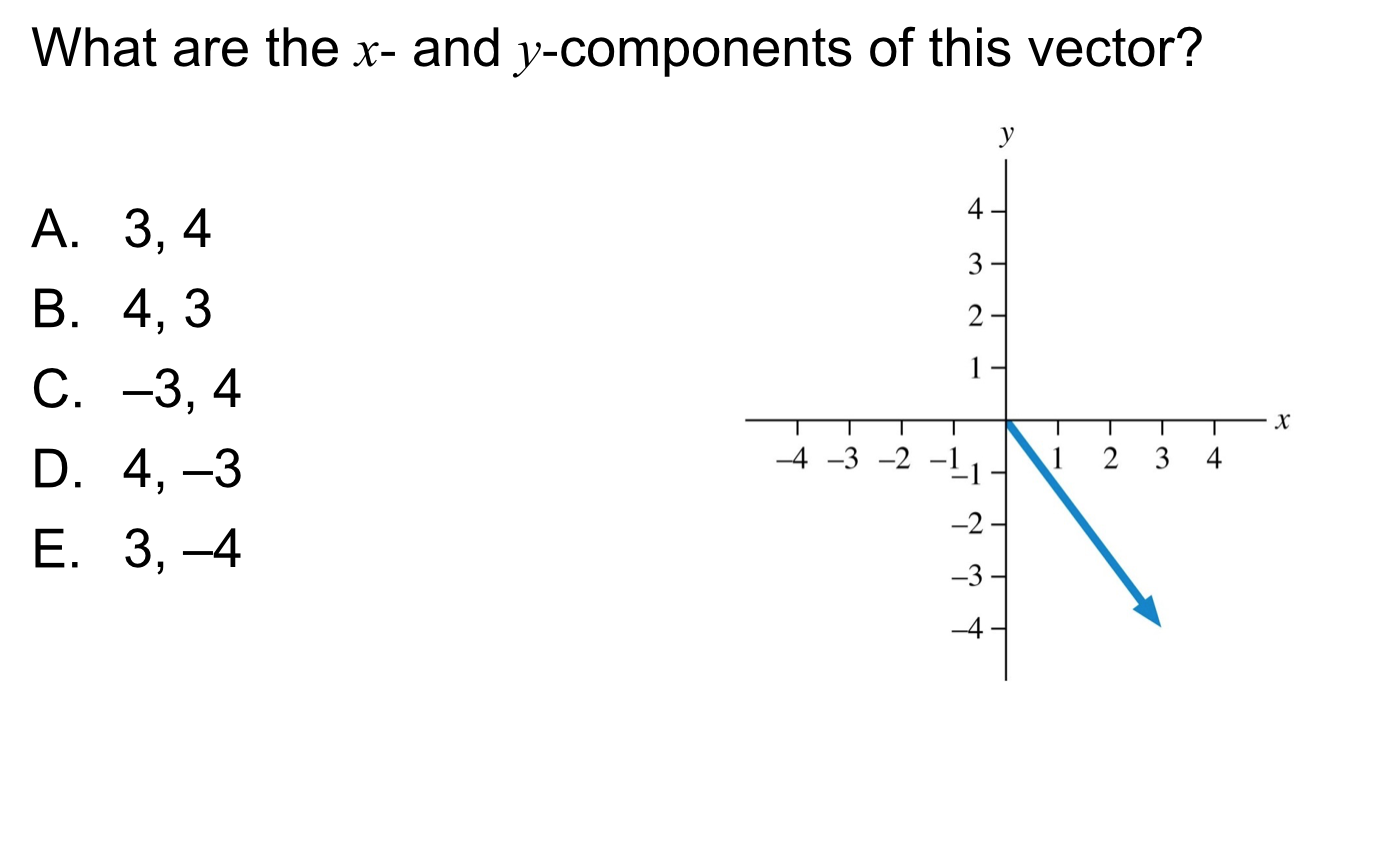 What are the x- and y-components of this vector?
A. 3, 4
B. 4, 3
C. –3, 4
D. 4, –3
E. 3, –4
y
4
3
2
1
x
–4 –3 –2 –1 1 2 3 4
–1
–2
–3
–4